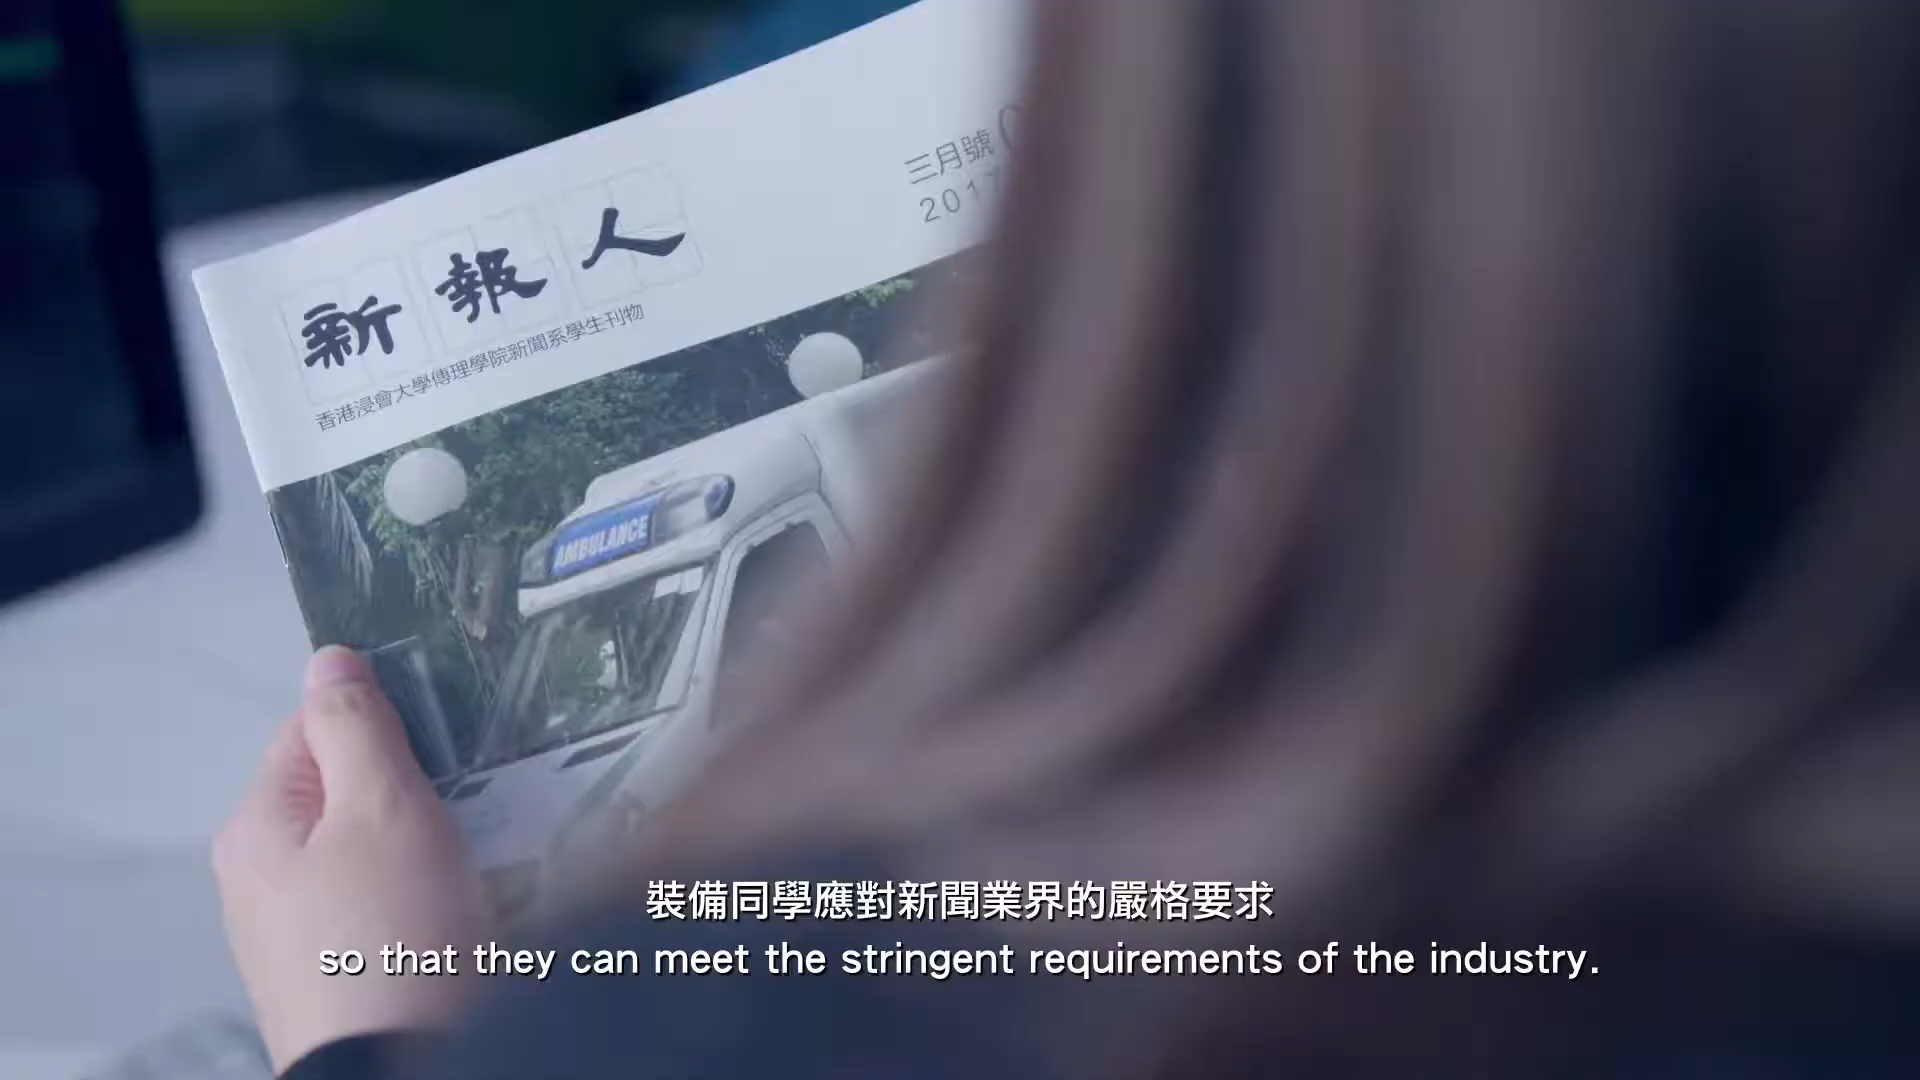 新報人
香港浸會大學傳理學院新聞系學生刊物
三月號
2017
AMBULANCE
裝備同學應對新聞業界的嚴格要求
so that they can meet the stringent requirements of the industry.